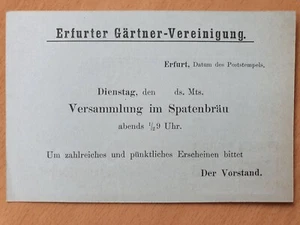 Erfurter Gärtner-Vereinigung.
Erfurt, Datum des Poststempels.
Dienstag, den ds. Mts.
Versammlung im Spatenbräu
abends ½9 Uhr.
Um zahlreiches und pünktliches Erscheinen bittet
Der Vorstand.